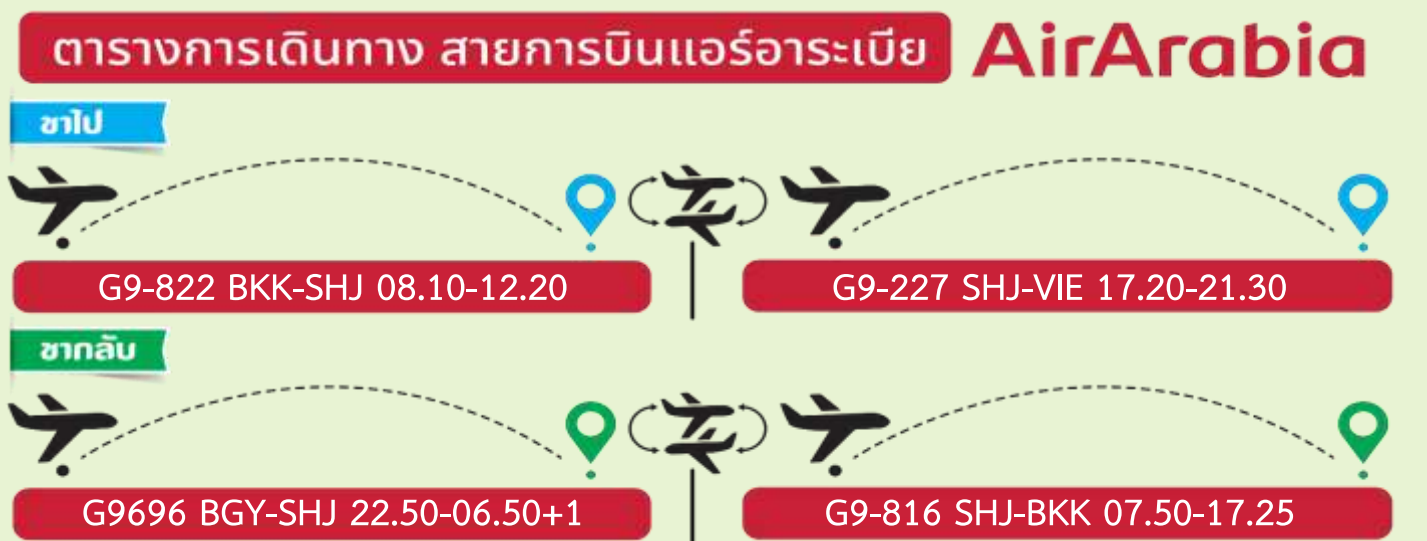 ตารางการเดินทาง สายการบินแอร์อาระเบีย AirArabia
ขาไป
G9-822 BKK-SHJ 08.10-12.20
G9-227 SHJ-VIE 17.20-21.30
ขากลับ
G9696 BGY-SHJ 22.50-06.50+1
G9-816 SHJ-BKK 07.50-17.25